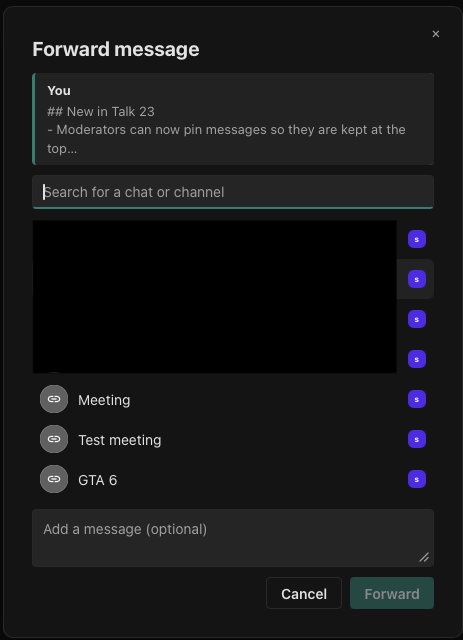 ×
Forward message
You
## New in Talk 23
- Moderators can now pin messages so they are kept at the
top...
Search for a chat or channel
s
s
s
s
Meeting s
Test meeting s
GTA 6 s
Add a message (optional)
Cancel Forward